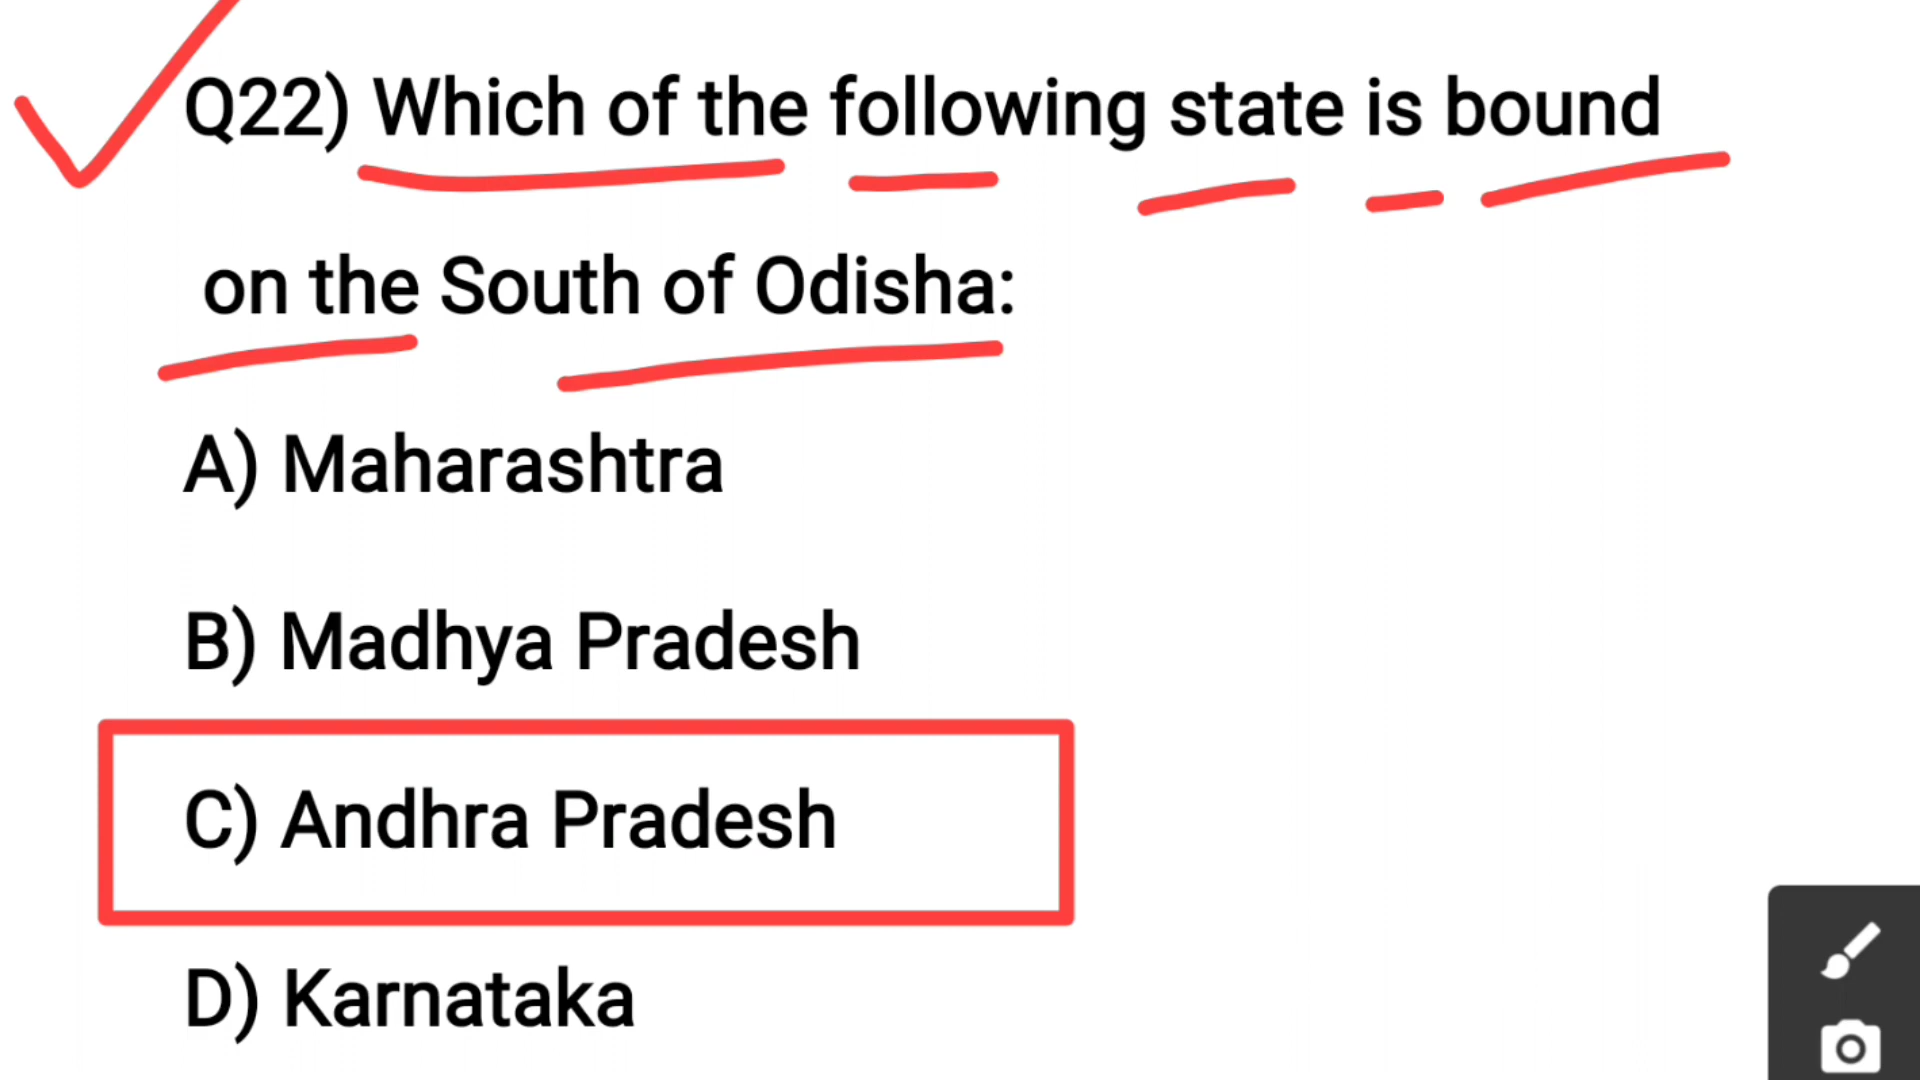 Q22) Which of the following state is bound
on the South of Odisha:
A) Maharashtra
B) Madhya Pradesh
C) Andhra Pradesh
D) Karnataka